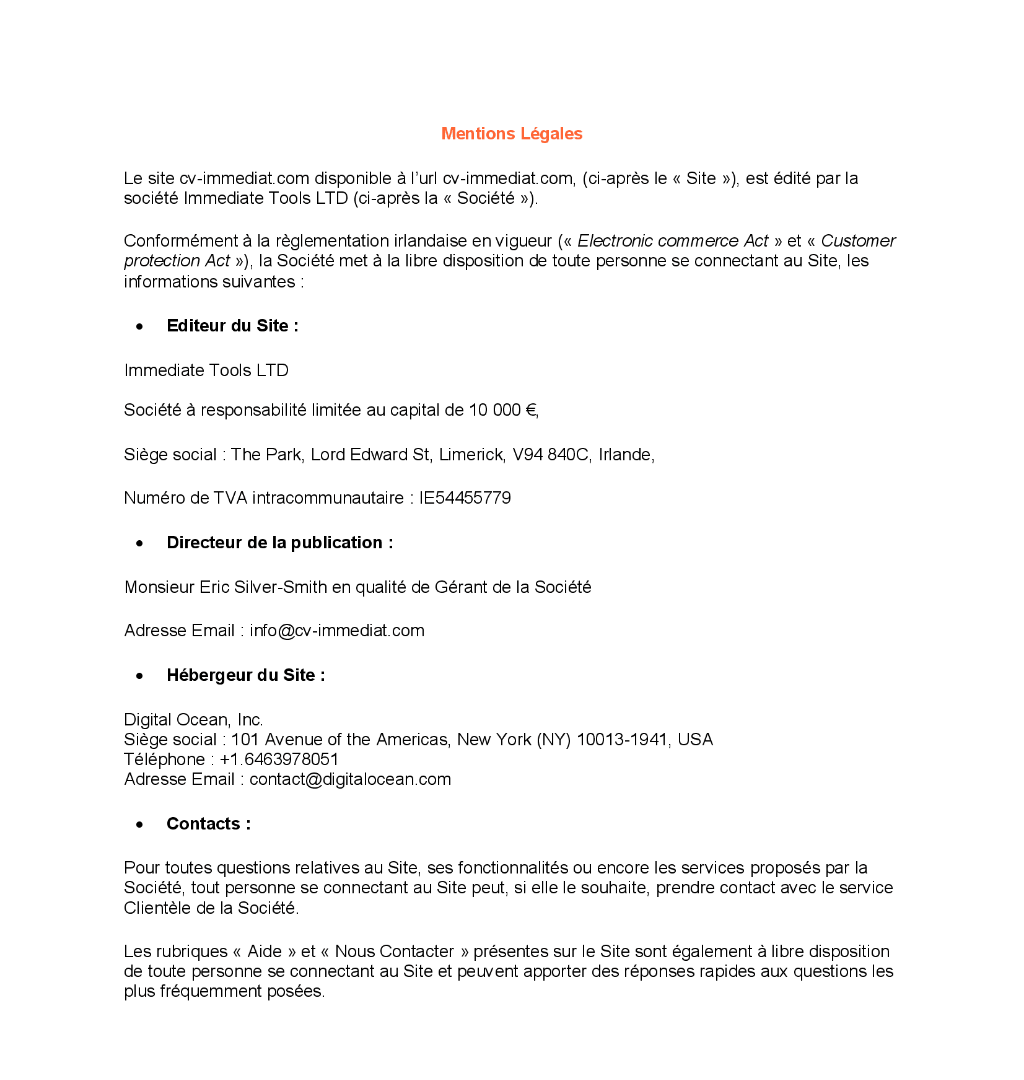 Mentions Légales
Le site cv-immediat.com disponible à l’url cv-immediat.com, (ci-après le « Site »), est édité par la
société Immediate Tools LTD (ci-après la « Société »).
Conformément à la règlementation irlandaise en vigueur (« Electronic commerce Act » et « Customer
protection Act »), la Société met à la libre disposition de toute personne se connectant au Site, les
informations suivantes :
• Editeur du Site :
Immediate Tools LTD
Société à responsabilité limitée au capital de 10 000 €,
Siège social : The Park, Lord Edward St, Limerick, V94 840C, Irlande,
Numéro de TVA intracommunautaire : IE54455779
• Directeur de la publication :
Monsieur Eric Silver-Smith en qualité de Gérant de la Société
Adresse Email : info@cv-immediat.com
• Hébergeur du Site :
Digital Ocean, Inc.
Siège social : 101 Avenue of the Americas, New York (NY) 10013-1941, USA
Téléphone : +1.6463978051
Adresse Email : contact@digitalocean.com
• Contacts :
Pour toutes questions relatives au Site, ses fonctionnalités ou encore les services proposés par la
Société, tout personne se connectant au Site peut, si elle le souhaite, prendre contact avec le service
Clientèle de la Société.
Les rubriques « Aide » et « Nous Contacter » présentes sur le Site sont également à libre disposition
de toute personne se connectant au Site et peuvent apporter des réponses rapides aux questions les
plus fréquemment posées.